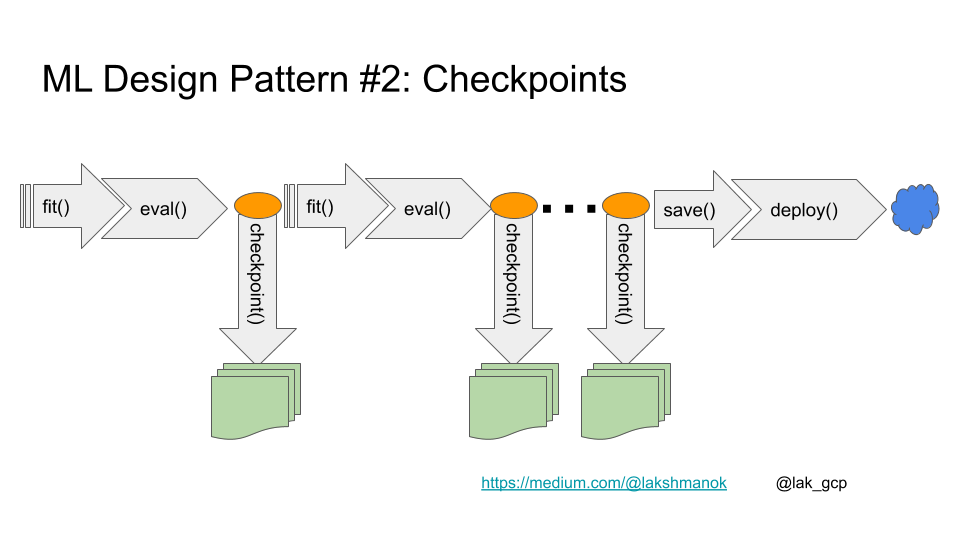 ML Design Pattern #2: Checkpoints
fit()
eval()
fit()
eval()
save()
deploy()
checkpoint()
checkpoint()
checkpoint()
https://medium.com/@lakshmanok
@lak_gcp